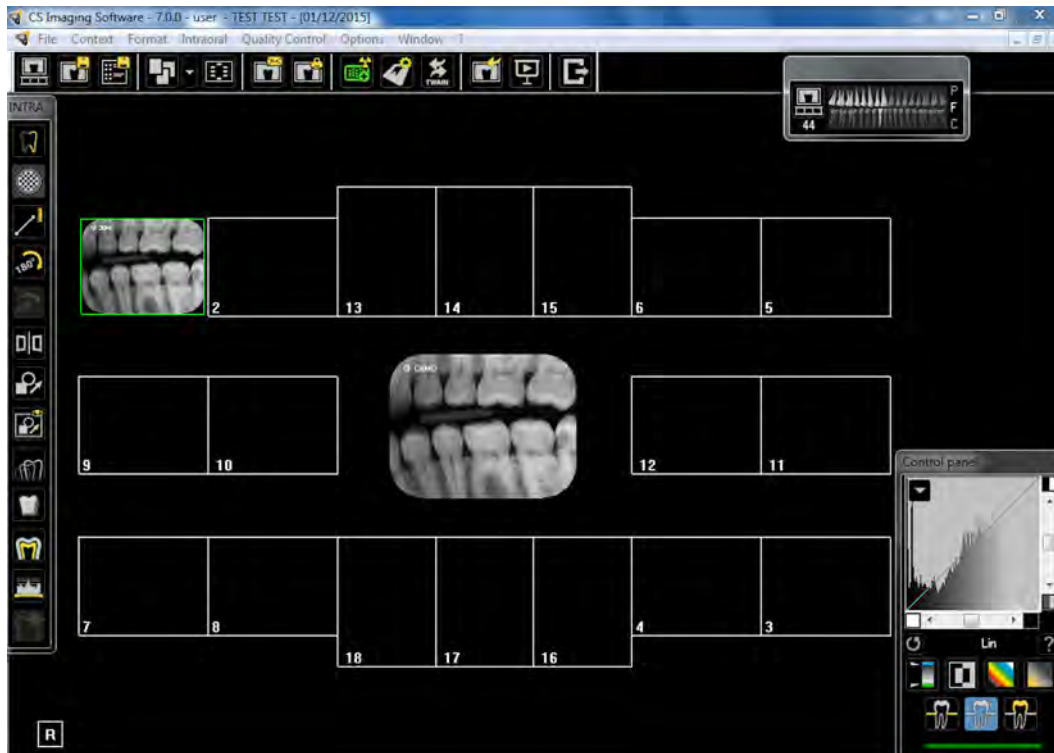 CS Imaging Software - 7.0.0 - user - TEST TEST - [01/12/2015]
File Context Format Intraoral Quality Control Options Window ?
TWAIN
P
F
C
44
INTRA
180°
2 13 14 15 6 5
9 10 12 11
Control panel
7 8 4 3
18 17 16
Lin
?
R